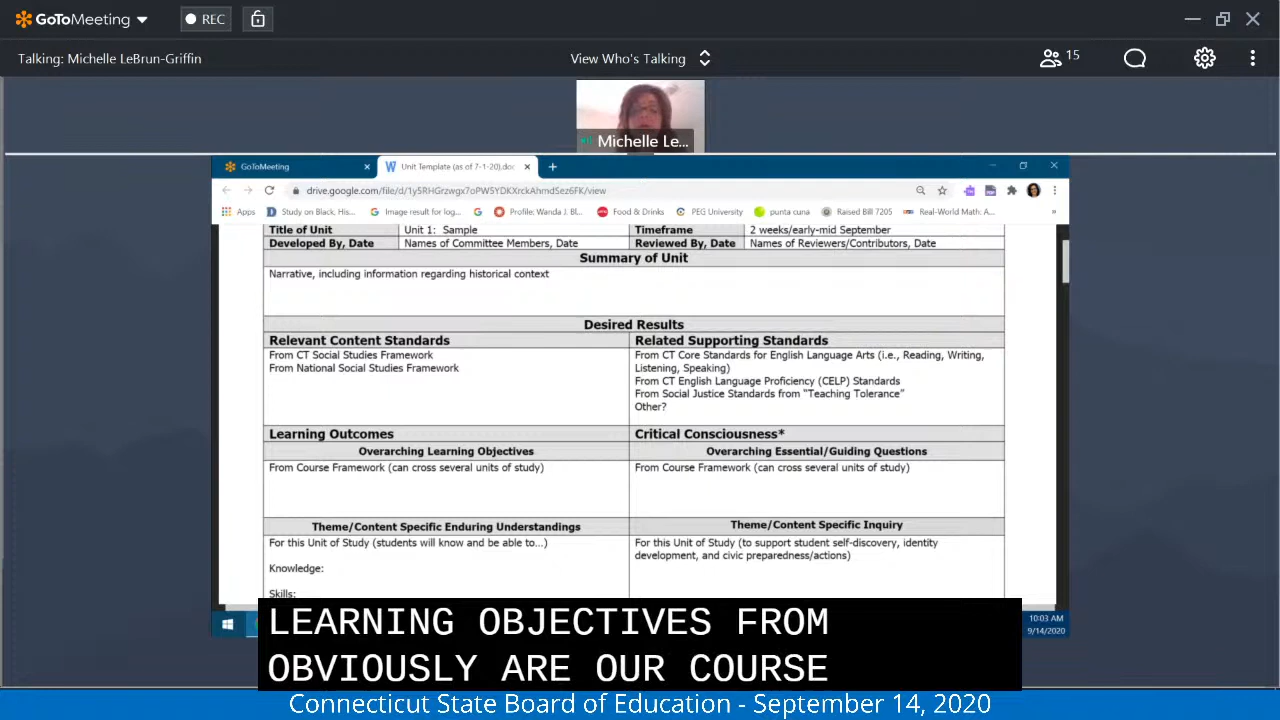 GoToMeeting
REC
Talking: Michelle LeBrun-Griffin
View Who's Talking
15
Michelle Le...
GoToMeeting
Unit Template (as of 7-1-20).doc
drive.google.com/file/d/1y5RHGrzwgx7oPW5YDKXrckAhmdSez6FK/view
Apps
Study on Black, His...
Image result for log...
Profile: Wanda J. Bl...
Food & Drinks
PEG University
punta cuna
Raised Bill 7205
Real-World Math: A...
Title of Unit
Unit 1: Sample
Timeframe
2 weeks/early-mid September
Developed By, Date
Names of Committee Members, Date
Reviewed By, Date
Names of Reviewers/Contributors, Date
Summary of Unit
Narrative, including information regarding historical context
Desired Results
Relevant Content Standards
From CT Social Studies Framework
From National Social Studies Framework
Related Supporting Standards
From CT Core Standards for English Language Arts (i.e., Reading, Writing,
Listening, Speaking)
From CT English Language Proficiency (CELP) Standards
From Social Justice Standards from “Teaching Tolerance”
Other?
Learning Outcomes
Critical Consciousness*
Overarching Learning Objectives
Overarching Essential/Guiding Questions
From Course Framework (can cross several units of study)
From Course Framework (can cross several units of study)
Theme/Content Specific Enduring Understandings
Theme/Content Specific Inquiry
For this Unit of Study (students will know and be able to...)
Knowledge:
Skills:
For this Unit of Study (to support student self-discovery, identity
development, and civic preparedness/actions)
10:03 AM
9/14/2020
LEARNING OBJECTIVES FROM
OBVIOUSLY ARE OUR COURSE
Connecticut State Board of Education - September 14, 2020